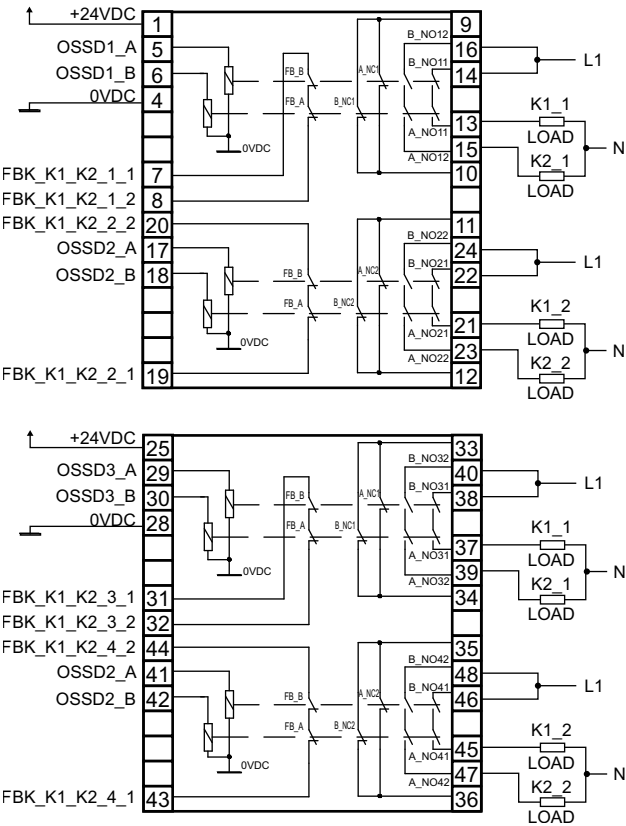 +24VDC 1 9
B_NO12
OSSD1_A 5 16
OSSD1_B 6 FB_B A_NC1 B_NO11 14 L1
0VDC 4 FB_A B_NC1
K1_1
13 LOAD
A_NO11
K2_1 N
15 LOAD
0VDC A_NO12
FBK_K1_K2_1_1 7 10
FBK_K1_K2_1_2 8
FBK_K1_K2_2_2 20 11
OSSD2_A 17 B_NO22 24
OSSD2_B 18 FB_B A_NC2 B_NO21 22 L1
FB_A B_NC2
K1_2
21 LOAD
A_NO21
0VDC 23 N
K2_2
A_NO22 LOAD
FBK_K1_K2_2_1 19 12
+24VDC 25 33
B_NO32
OSSD3_A 29 40
OSSD3_B 30 FB_B A_NC1 B_NO31 38 L1
0VDC 28 FB_A B_NC1
K1_1
37 LOAD
A_NO31
K2_1 N
39 LOAD
0VDC A_NO32
FBK_K1_K2_3_1 31 34
FBK_K1_K2_3_2 32
FBK_K1_K2_4_2 44 35
OSSD2_A 41 B_NO42 48
OSSD2_B 42 FB_B A_NC2 B_NO41 46 L1
FB_A B_NC2
K1_2
45 LOAD
A_NO41
0VDC 47 N
K2_2
A_NO42 LOAD
FBK_K1_K2_4_1 43 36